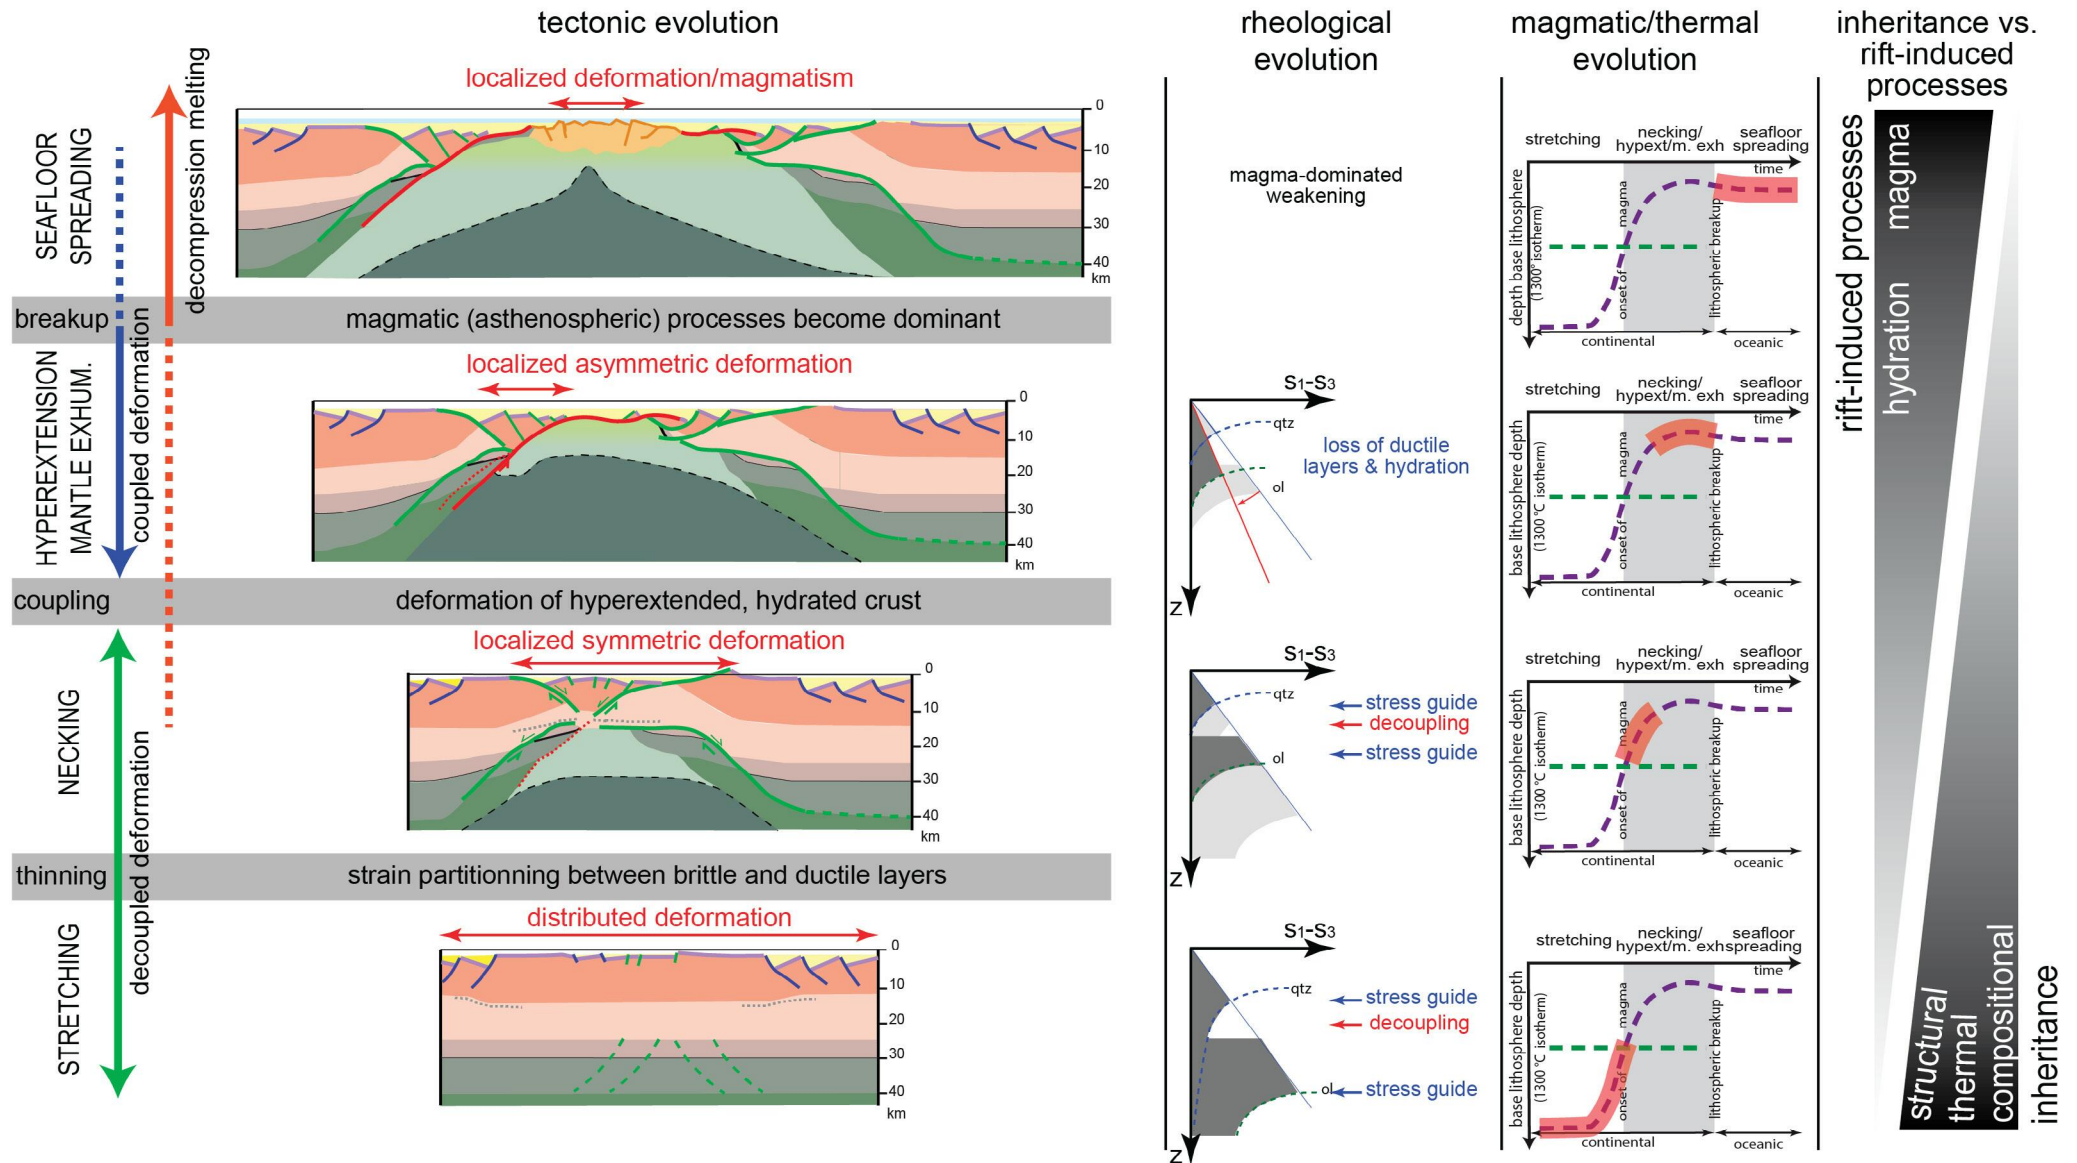 tectonic evolution
rheological
evolution
magmatic/thermal
evolution
inheritance vs.
rift-induced
processes
SEAFLOOR
SPREADING
decompression melting
localized deformation/magmatism
0
10
20
30
40
km
magma-dominated
weakening
stretching
necking/
hypext/m. exh
seafloor
spreading
time
depth base lithosphere
(1300° isotherm)
onset of magma
lithospheric breakup
continental
oceanic
breakup
magmatic (asthenospheric) processes become dominant
HYPEREXTENSION
MANTLE EXHUM.
coupled deformation
localized asymmetric deformation
0
10
20
30
40
km
S1-S3
qtz
ol
z
loss of ductile
layers & hydration
stretching
necking/
hypext/m. exh
seafloor
spreading
time
base lithosphere depth
(1300 °C isotherm)
onset of magma
lithospheric breakup
continental
oceanic
coupling
deformation of hyperextended, hydrated crust
NECKING
decoupled deformation
localized symmetric deformation
0
10
20
30
40
km
S1-S3
qtz
ol
z
stress guide
decoupling
stress guide
stretching
necking/
hypext/m. exh
seafloor
spreading
time
base lithosphere depth
(1300 °C isotherm)
onset of magma
lithospheric breakup
continental
oceanic
thinning
strain partitionning between brittle and ductile layers
STRETCHING
distributed deformation
0
10
20
30
40
km
S1-S3
qtz
ol
z
stress guide
decoupling
stress guide
stretching
necking/
hypext/m. exh
seafloor
spreading
time
base lithosphere depth
(1300 °C isotherm)
onset of magma
lithospheric breakup
continental
oceanic
rift-induced processes
magma
hydration
structural
thermal
compositional
inheritance